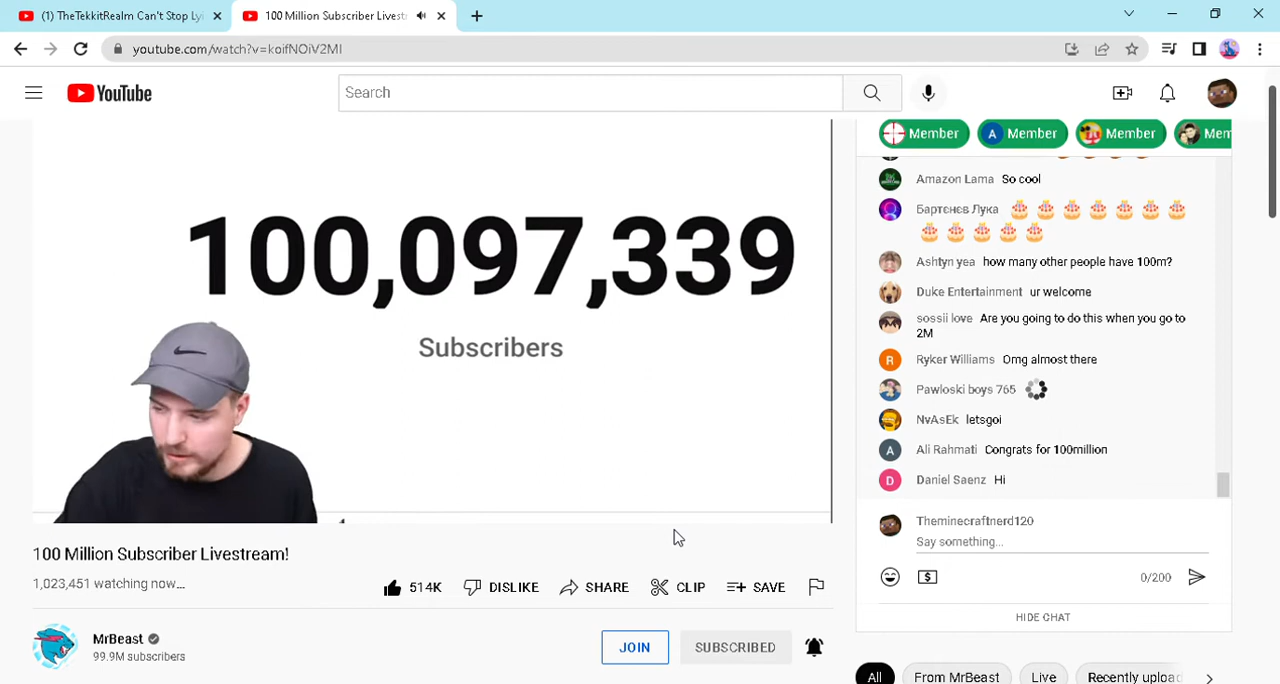 (1) TheTekkitRealm Can't Stop Lyi
100 Million Subscriber Livestr
youtube.com/watch?v=koifNOiV2MI
YouTube
Search
100,097,339
Subscribers
100 Million Subscriber Livestream!
1,023,451 watching now...
514K DISLIKE SHARE CLIP SAVE
MrBeast
99.9M subscribers
JOIN SUBSCRIBED
Member Member Member Mem
Amazon Lama So cool
Бартєнєв Лука
Ashtyn yea how many other people have 100m?
Duke Entertainment ur welcome
sossii love Are you going to do this when you go to
2M
Ryker Williams Omg almost there
Pawloski boys 765
NvAsEk letsgoi
Ali Rahmati Congrats for 100million
Daniel Saenz Hi
Theminecraftnerd120
Say something...
0/200
HIDE CHAT
All From MrBeast Live Recently upload